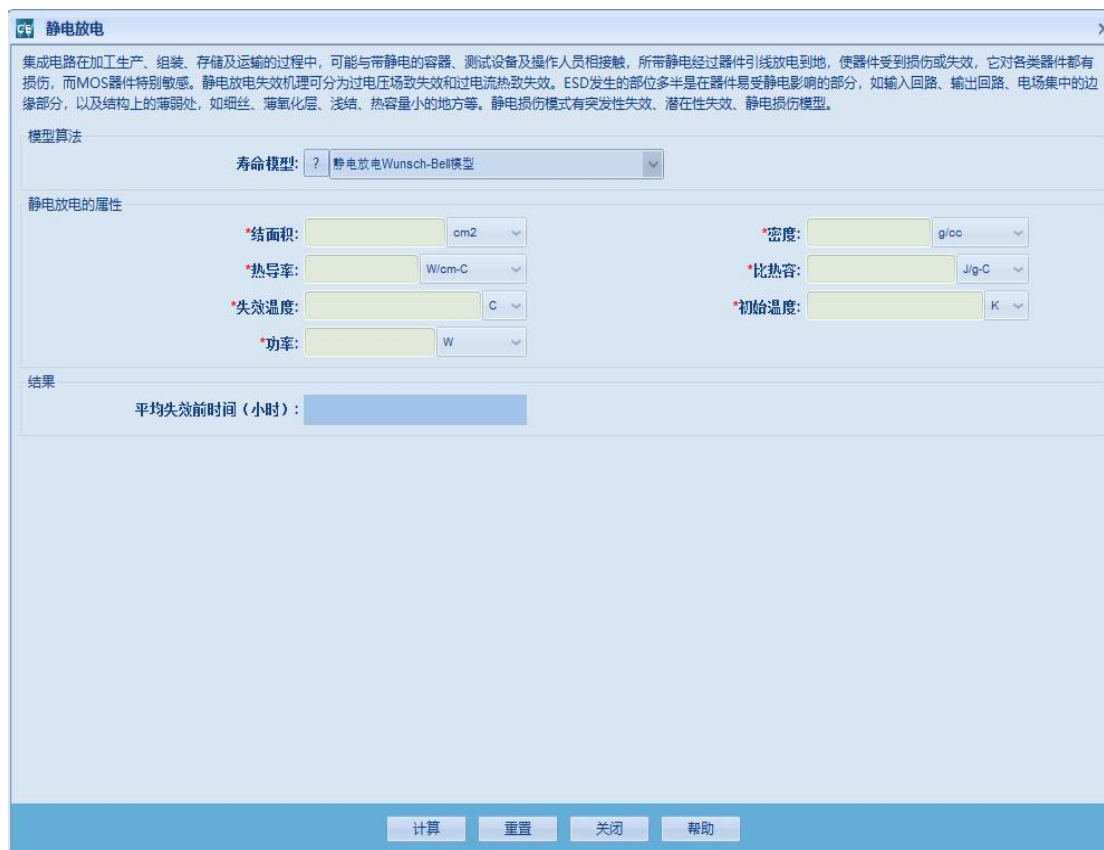 静电放电
集成电路在加工生产、组装、存储及运输的过程中，可能与带静电的容器、测试设备及操作人员相接触，所带静电经过器件引线放电到地，使器件受到损伤或失效，它对各类器件都有
损伤，而MOS器件特别敏感。静电放电失效机理可分为过电压场致失效和过电流热致失效。ESD发生的部位多半是在器件易受静电影响的部分，如输入回路、输出回路、电场集中的边
缘部分，以及结构上的薄弱处，如细丝、薄氧化层、浅结、热容量小的地方等。静电损伤模式有突发性失效、潜在性失效、静电损伤模型。
模型算法
寿命模型: ? 静电放电Wunsch-Bell模型
静电放电的属性
*结面积: cm2 *密度: g/cc
*热导率: W/cm-C *比热容: J/g-C
*失效温度: C *初始温度: K
*功率: W
结果
平均失效前时间（小时）:
计算 重置 关闭 帮助